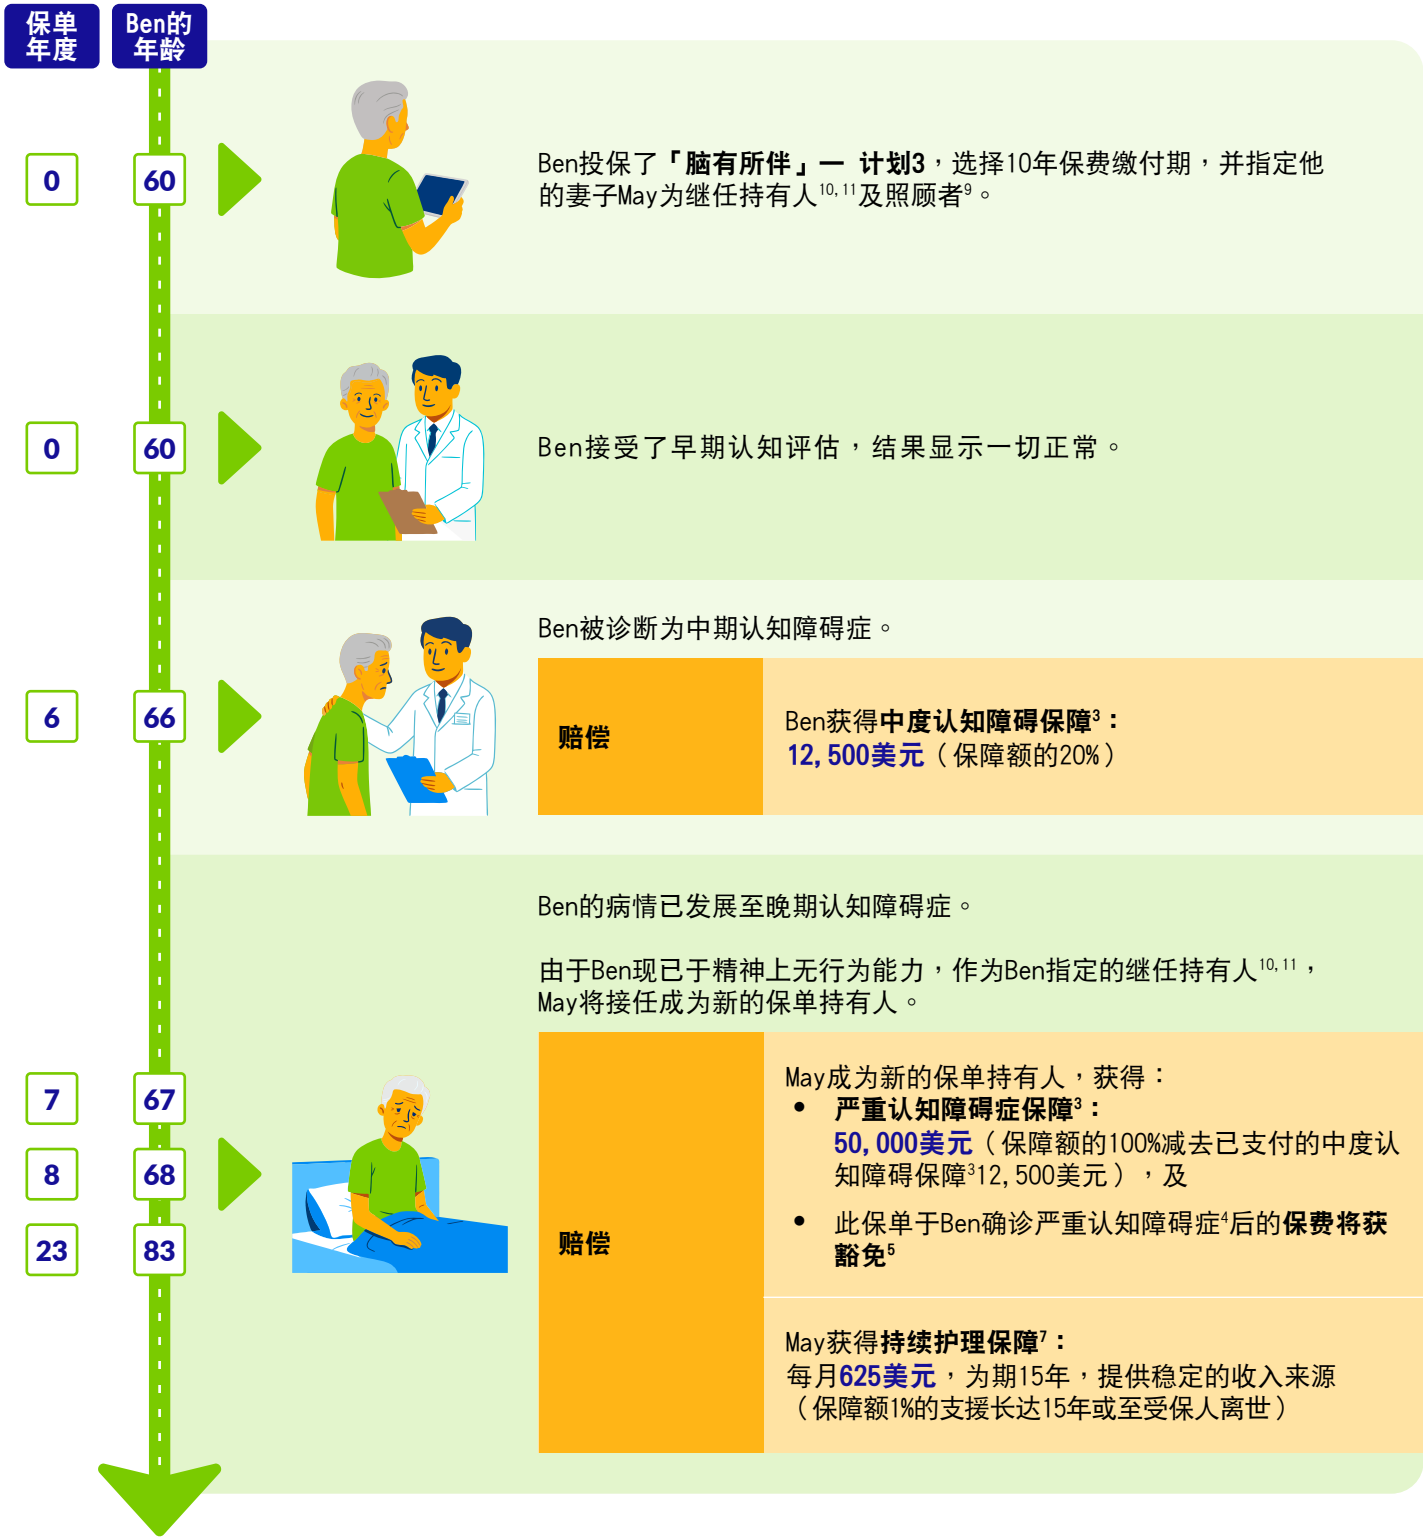 保单
年度
Ben的
年龄
0
60
Ben投保了「脑有所伴」一 计划3，选择10年保费缴付期，并指定他
的妻子May为继任持有人10,11及照顾者9。
0
60
Ben接受了早期认知评估，结果显示一切正常。
6
66
Ben被诊断为中期认知障碍症。
赔偿
Ben获得中度认知障碍保障3：
12,500美元（保障额的20%）
Ben的病情已发展至晚期认知障碍症。
由于Ben现已于精神上无行为能力，作为Ben指定的继任持有人10,11，
May将接任成为新的保单持有人。
7
67
8
68
23
83
赔偿
May成为新的保单持有人，获得：
• 严重认知障碍症保障3：
50,000美元（保障额的100%减去已支付的中度认
知障碍保障312,500美元），及
• 此保单于Ben确诊严重认知障碍症4后的保费将获
豁免5
May获得持续护理保障7：
每月625美元，为期15年，提供稳定的收入来源
（保障额1%的支援长达15年或至受保人离世）